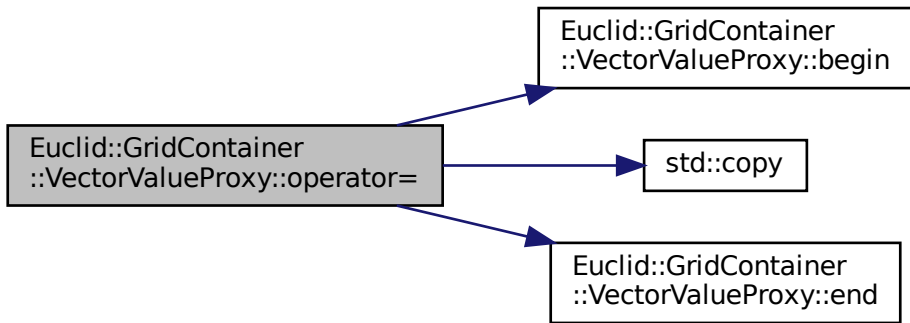 Euclid::GridContainer
::VectorValueProxy::operator=
Euclid::GridContainer
::VectorValueProxy::begin
std::copy
Euclid::GridContainer
::VectorValueProxy::end